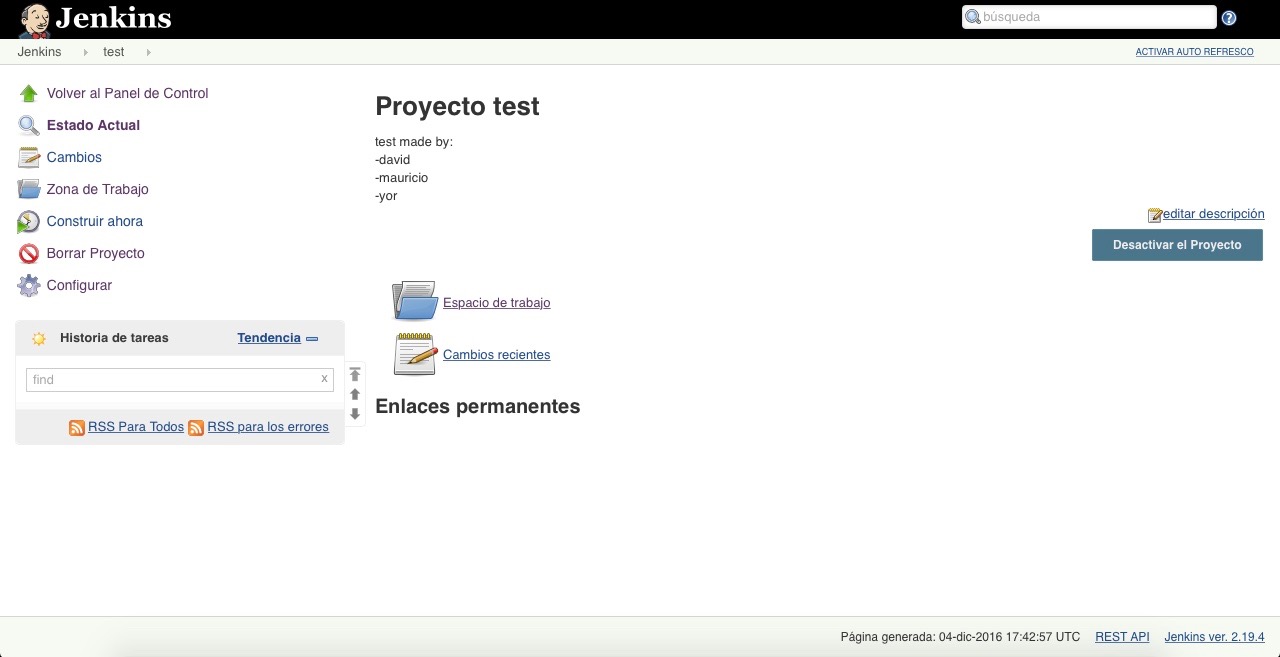 Jenkins
búsqueda
Jenkins test
ACTIVAR AUTO REFRESCO
Volver al Panel de Control
Estado Actual
Cambios
Zona de Trabajo
Construir ahora
Borrar Proyecto
Configurar
Historia de tareas Tendencia
find x
RSS Para Todos RSS para los errores
Proyecto test
test made by:
-david
-mauricio
-yor
editar descripción
Desactivar el Proyecto
Espacio de trabajo
Cambios recientes
Enlaces permanentes
Página generada: 04-dic-2016 17:42:57 UTC REST API Jenkins ver. 2.19.4